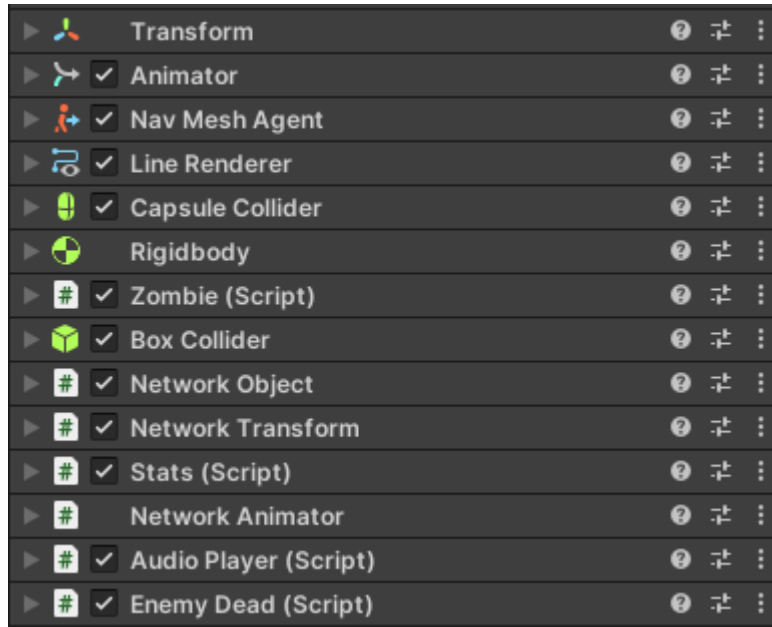 Transform
Animator
Nav Mesh Agent
Line Renderer
Capsule Collider
Rigidbody
# Zombie (Script)
Box Collider
# Network Object
# Network Transform
# Stats (Script)
# Network Animator
# Audio Player (Script)
# Enemy Dead (Script)